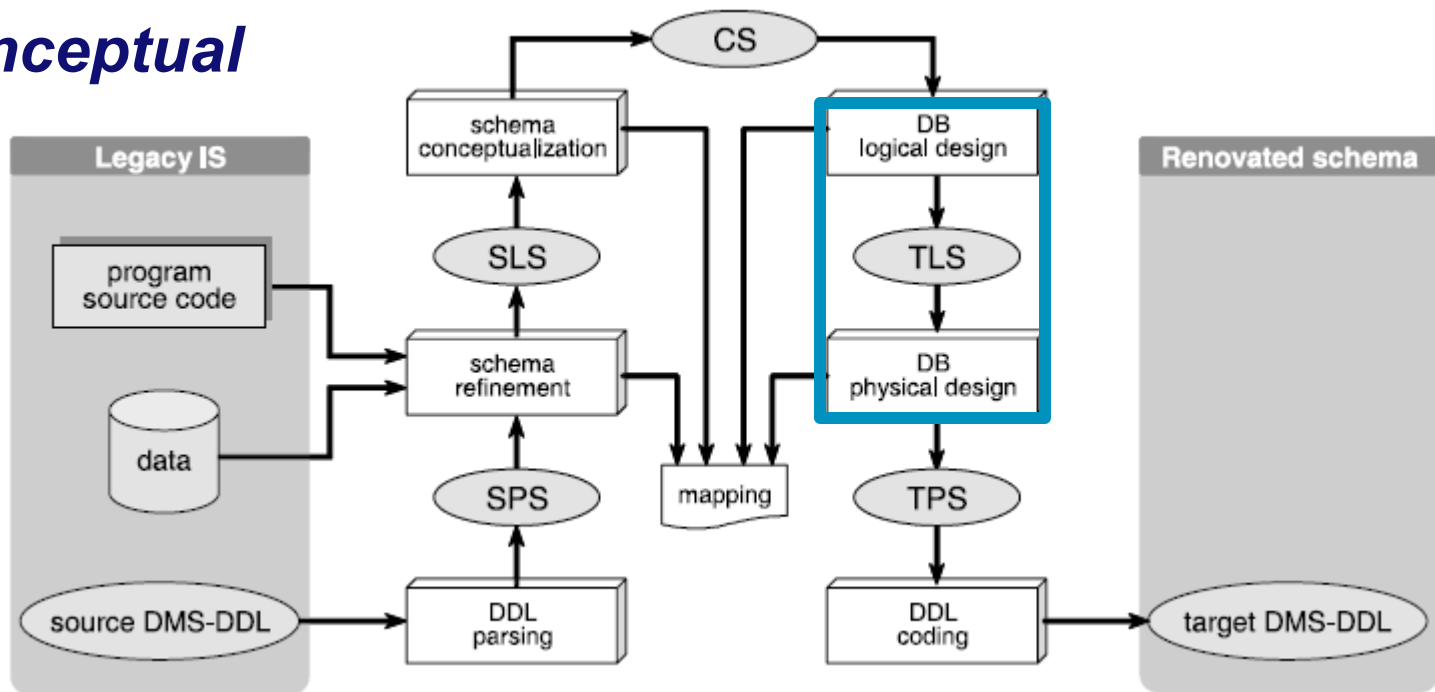 nceptual
CS
schema
conceptualization
DB
logical design
Legacy IS
Renovated schema
program
source code
SLS
TLS
schema
refinement
DB
physical design
data
SPS
mapping
TPS
source DMS-DDL
DDL
parsing
DDL
coding
target DMS-DDL